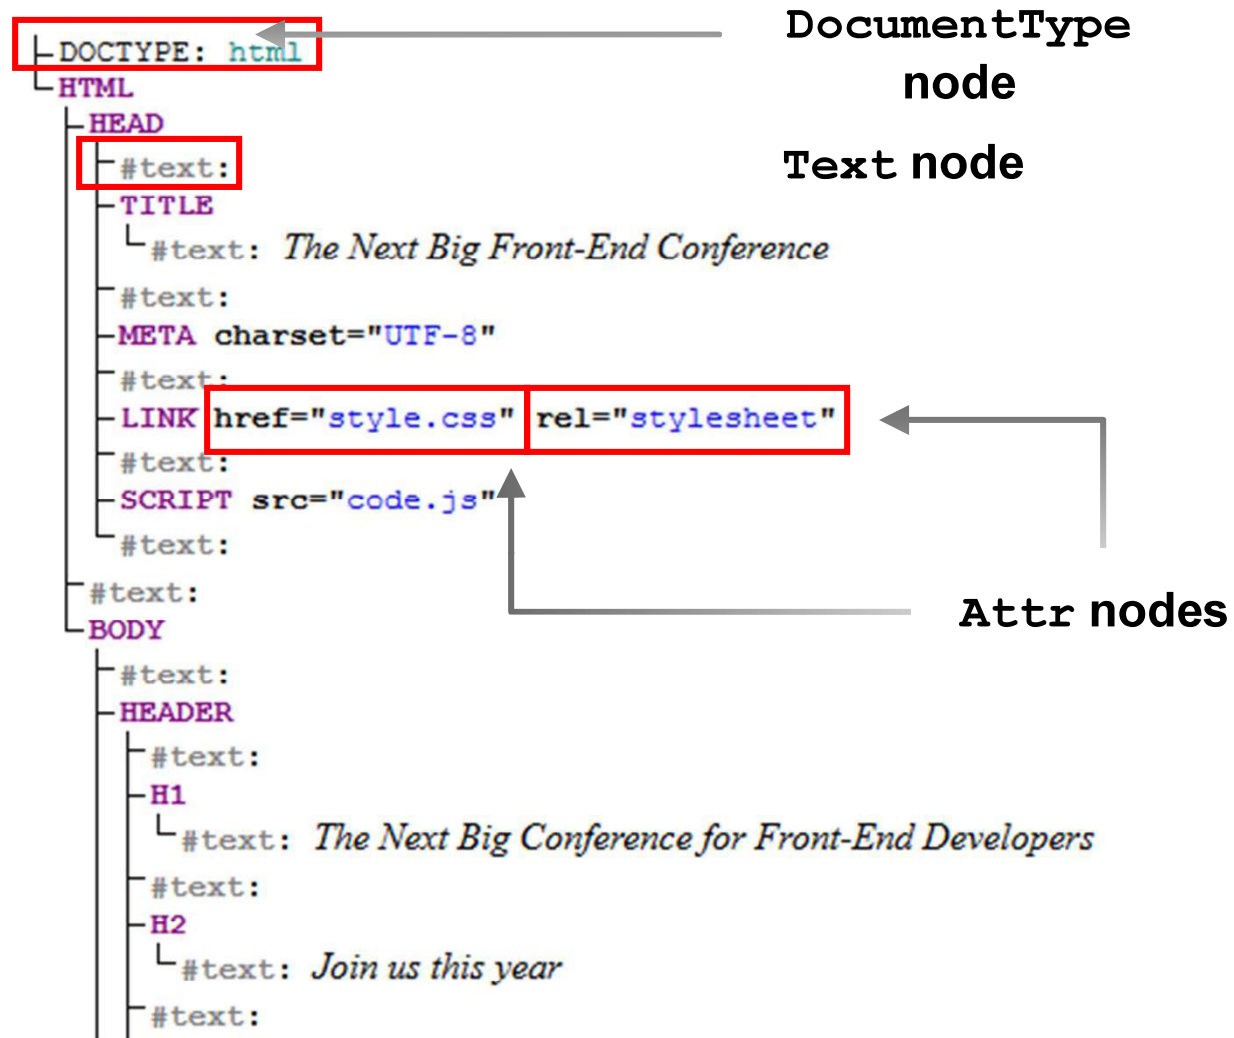 DocumentType
node
DOCTYPE: html
HTML
HEAD
Text node
#text:
TITLE
#text: The Next Big Front-End Conference
#text:
META charset="UTF-8"
#text:
LINK href="style.css" rel="stylesheet"
#text:
SCRIPT src="code.js"
#text:
#text:
Attr nodes
BODY
#text:
HEADER
#text:
H1
#text: The Next Big Conference for Front-End Developers
#text:
H2
#text: Join us this year
#text: